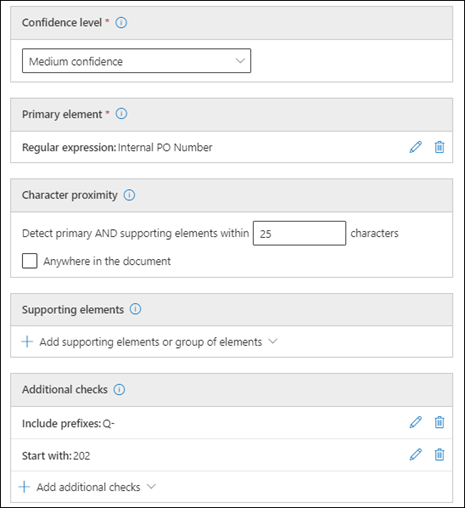 Confidence level *
Medium confidence
Primary element *
Regular expression: Internal PO Number
Character proximity
Detect primary AND supporting elements within 25 characters
Anywhere in the document
Supporting elements
Add supporting elements or group of elements
Additional checks
Include prefixes: Q-
Start with: 202
Add additional checks